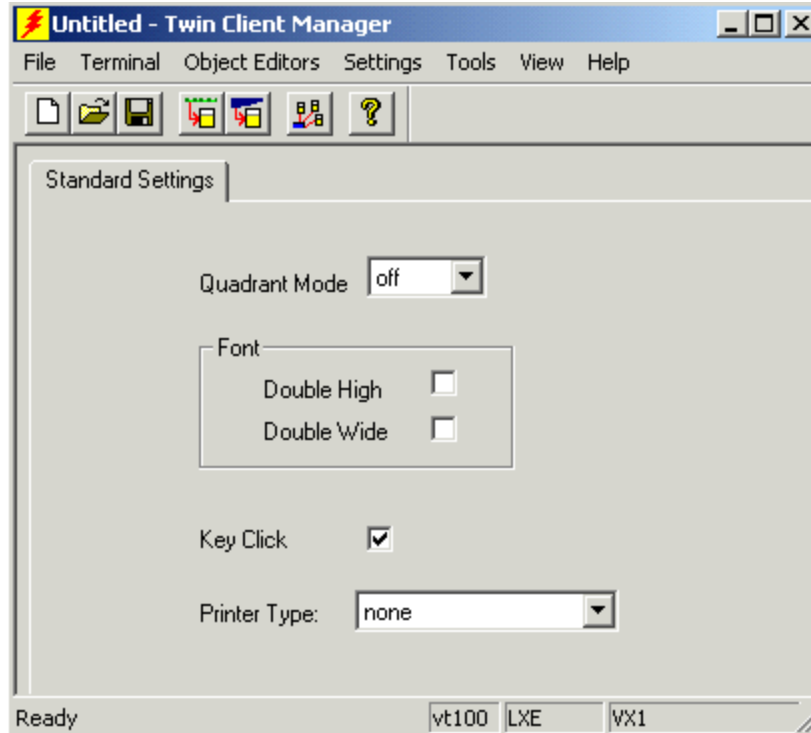 Untitled - Twin Client Manager
File Terminal Object Editors Settings Tools View Help
Standard Settings
Quadrant Mode off
Font
Double High
Double Wide
Key Click
Printer Type: none
Ready vt100 LXE VX1